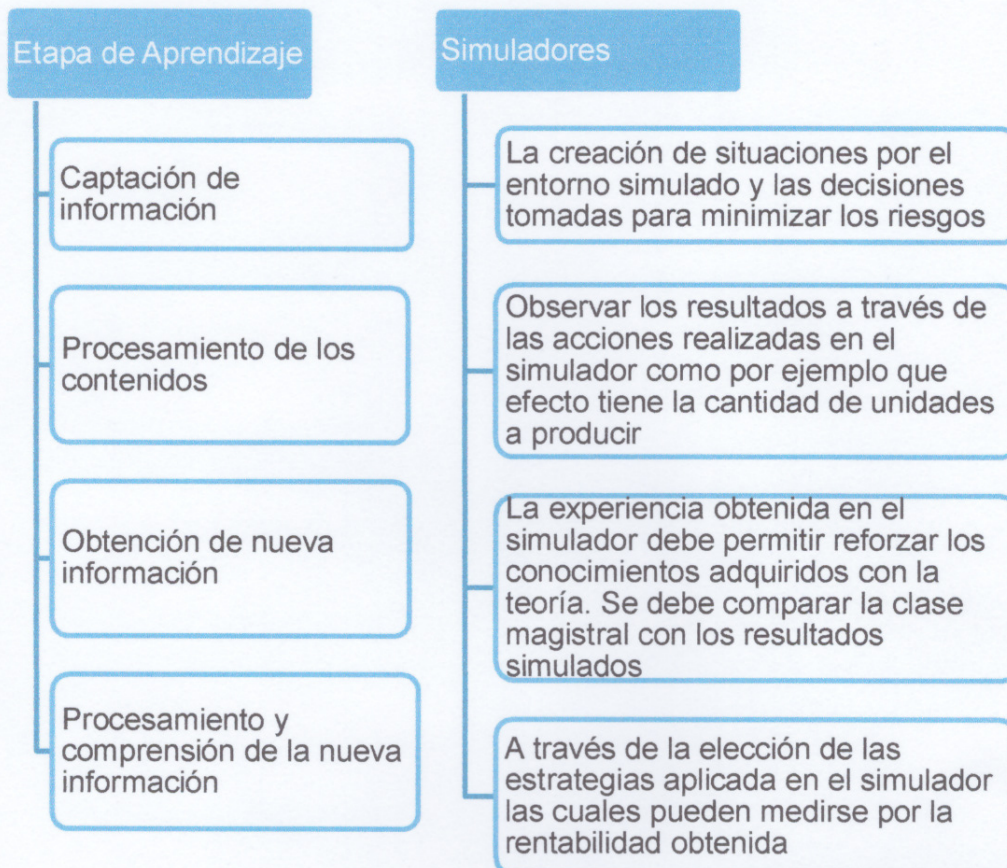 Etapa de Aprendizaje
Captación de
información
Procesamiento de los
contenidos
Obtención de nueva
información
Procesamiento y
comprensión de la nueva
información
Simuladores
La creación de situaciones por el
entorno simulado y las decisiones
tomadas para minimizar los riesgos
Observar los resultados a través de
las acciones realizadas en el
simulador como por ejemplo que
efecto tiene la cantidad de unidades
a producir
La experiencia obtenida en el
simulador debe permitir reforzar los
conocimientos adquiridos con la
teoría. Se debe comparar la clase
magistral con los resultados
simulados
A través de la elección de las
estrategias aplicada en el simulador
las cuales pueden medirse por la
rentabilidad obtenida